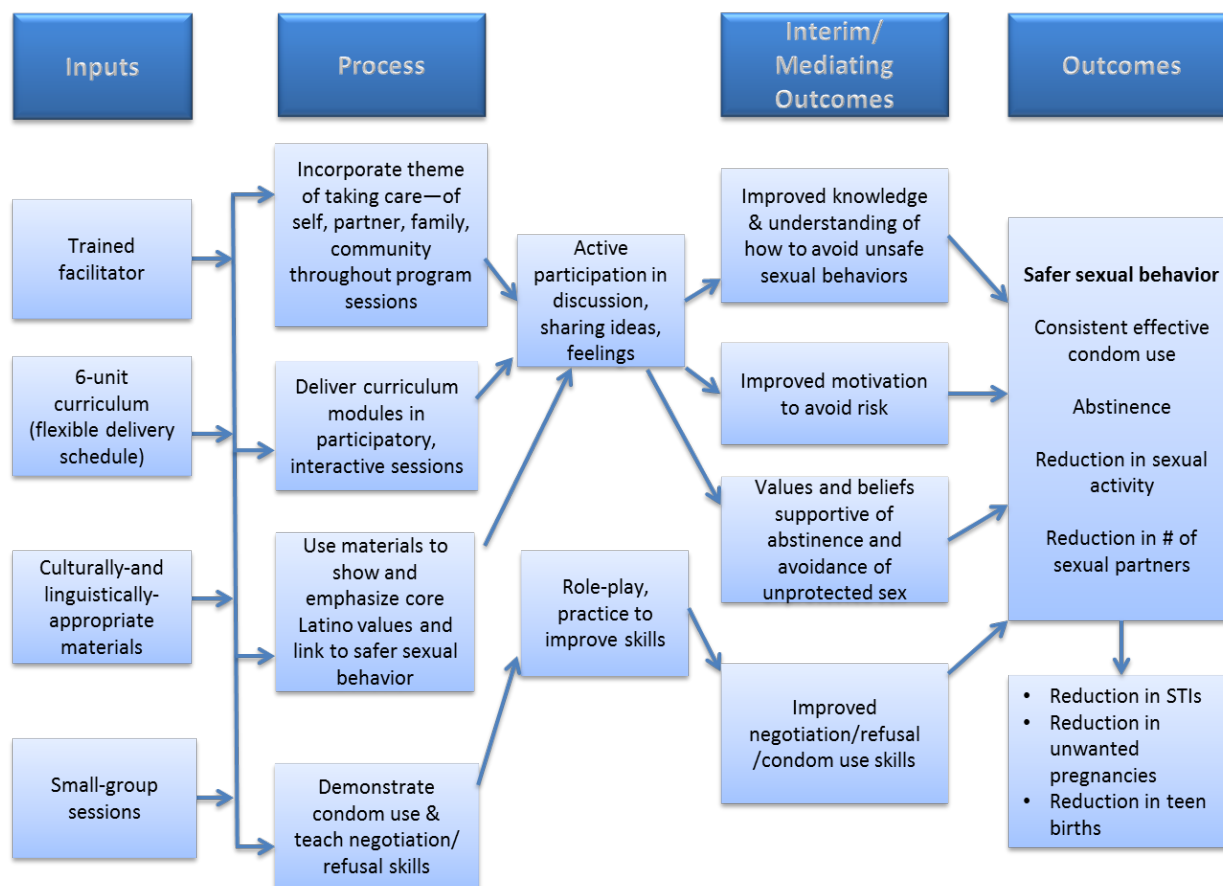 Inputs
Process
Interim/
Mediating
Outcomes
Outcomes
Trained
facilitator
6-unit
curriculum
(flexible delivery
schedule)
Culturally-and
linguistically-
appropriate
materials
Small-group
sessions
Incorporate theme
of taking care—of
self, partner, family,
community
throughout program
sessions
Deliver curriculum
modules in
participatory,
interactive sessions
Use materials to
show and
emphasize core
Latino values and
link to safer sexual
behavior
Demonstrate
condom use &
teach negotiation/
refusal skills
Active
participation in
discussion,
sharing ideas,
feelings
Role-play,
practice to
improve skills
Improved knowledge
& understanding of
how to avoid unsafe
sexual behaviors
Improved motivation
to avoid risk
Values and beliefs
supportive of
abstinence and
avoidance of
unprotected sex
Improved
negotiation/refusal
/condom use skills
Safer sexual behavior
Consistent effective
condom use
Abstinence
Reduction in sexual
activity
Reduction in # of
sexual partners
• Reduction in STIs
• Reduction in
unwanted
pregnancies
• Reduction in teen
births